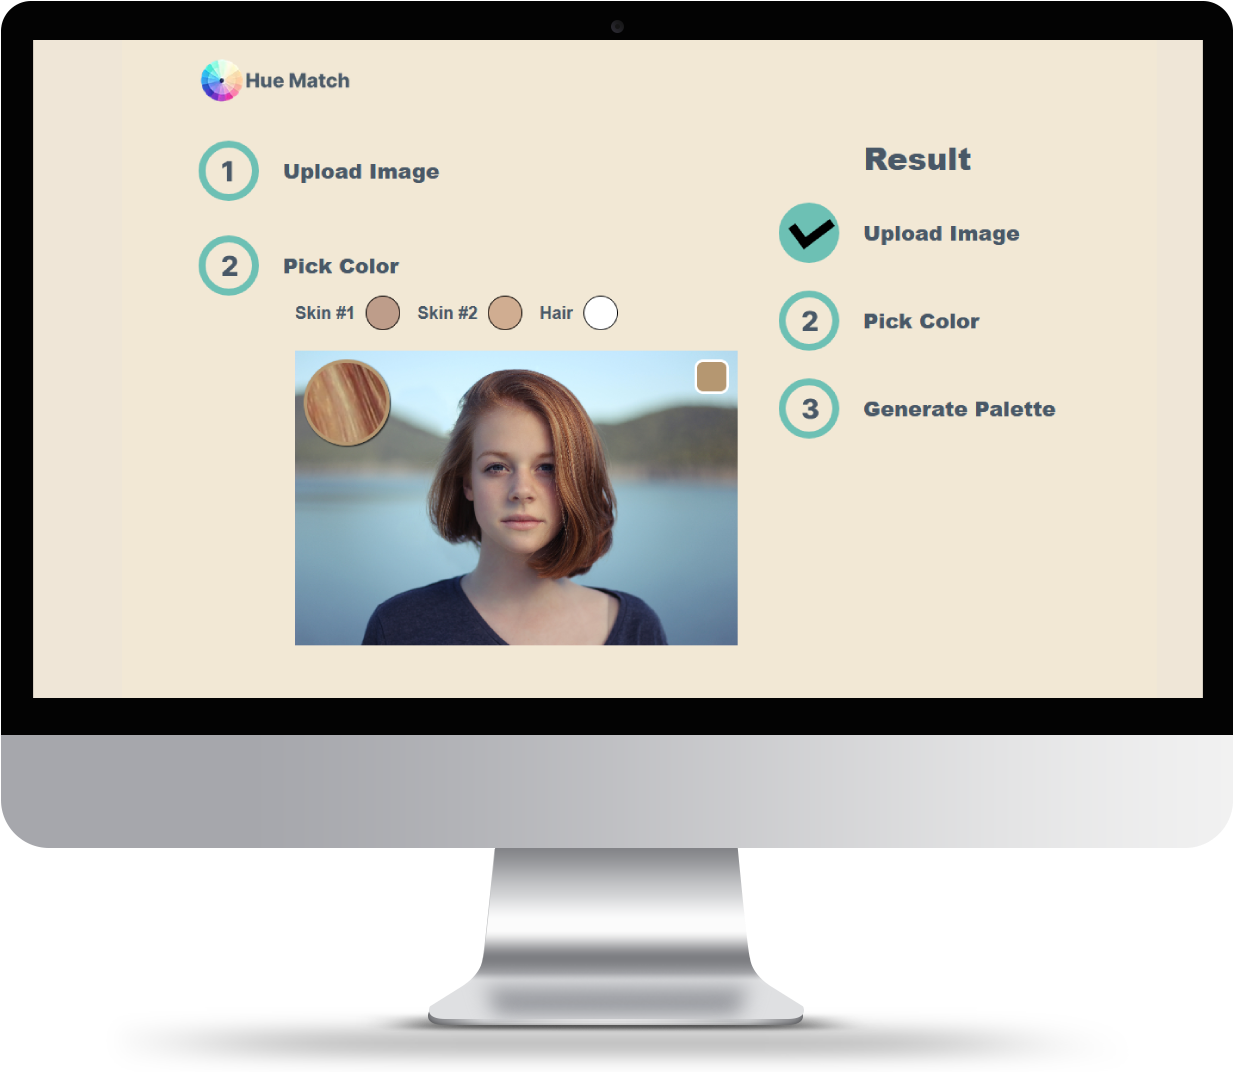 Hue Match
1 Upload Image
2 Pick Color
Skin #1 Skin #2 Hair
Result
Upload Image
2 Pick Color
3 Generate Palette